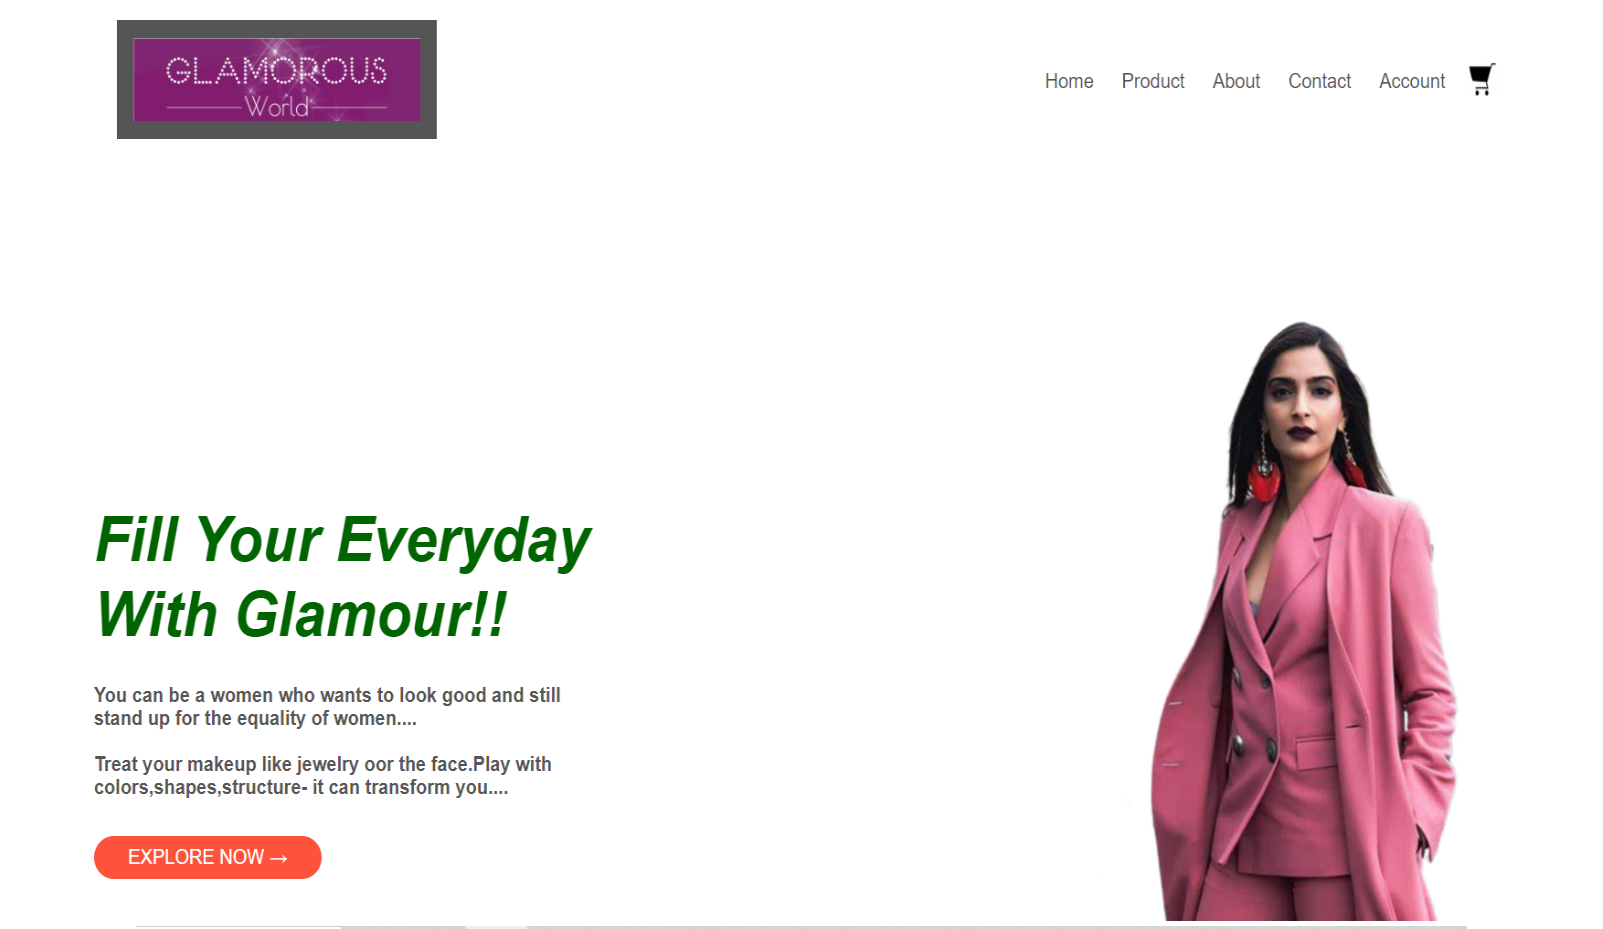 GLAMOROUS
World
Home Product About Contact Account
Fill Your Everyday
With Glamour!!
You can be a women who wants to look good and still
stand up for the equality of women....
Treat your makeup like jewelry oor the face.Play with
colors,shapes,structure- it can transform you....
EXPLORE NOW →